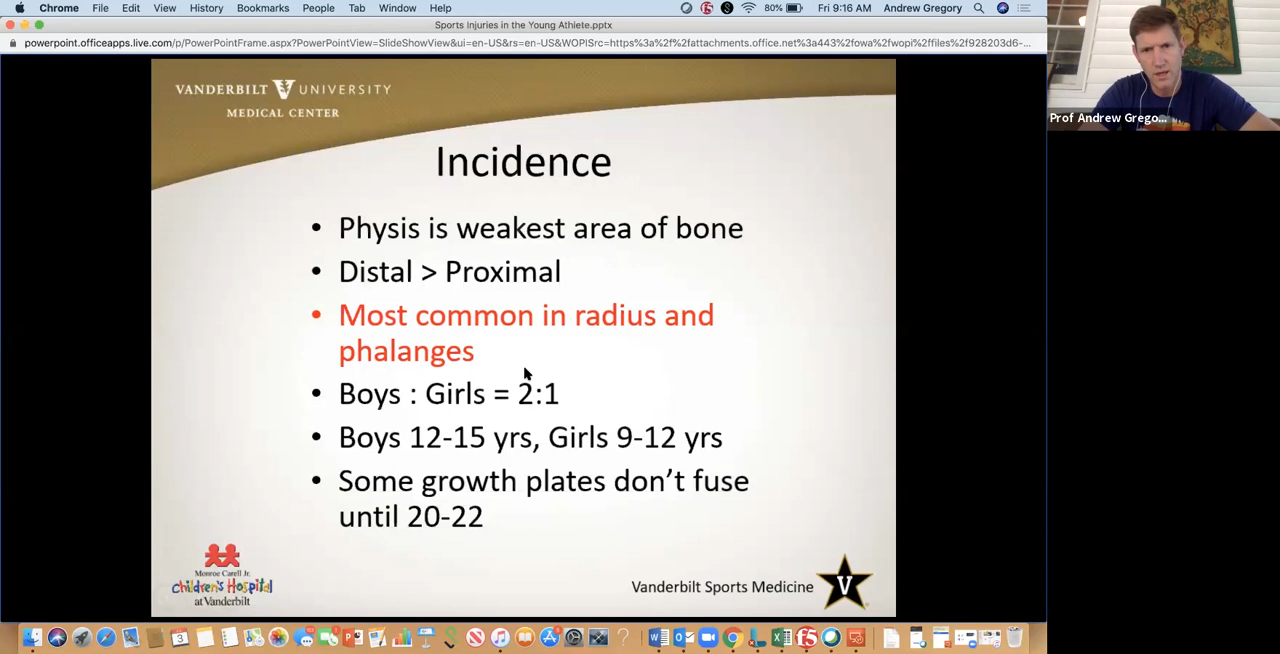 Chrome File Edit View History Bookmarks People Tab Window Help 80% Fri 9:16 AM Andrew Gregory
Sports Injuries in the Young Athlete.pptx
powerpoint.officeapps.live.com/p/PowerPointFrame.aspx?PowerPointView=SlideShowView&ui=en-US&rs=en-US&WOPISrc=https%3a%2f%2fattachments.office.net%3a443%2fowa%2fwopi%2ffiles%2f928203d6-...
VANDERBILT V UNIVERSITY
MEDICAL CENTER
Prof Andrew Grego...
Incidence
• Physis is weakest area of bone
• Distal > Proximal
• Most common in radius and
phalanges
• Boys : Girls = 2:1
• Boys 12-15 yrs, Girls 9-12 yrs
• Some growth plates don't fuse
until 20-22
Monroe Carell Jr.
Children's Hospital
at Vanderbilt
Vanderbilt Sports Medicine V